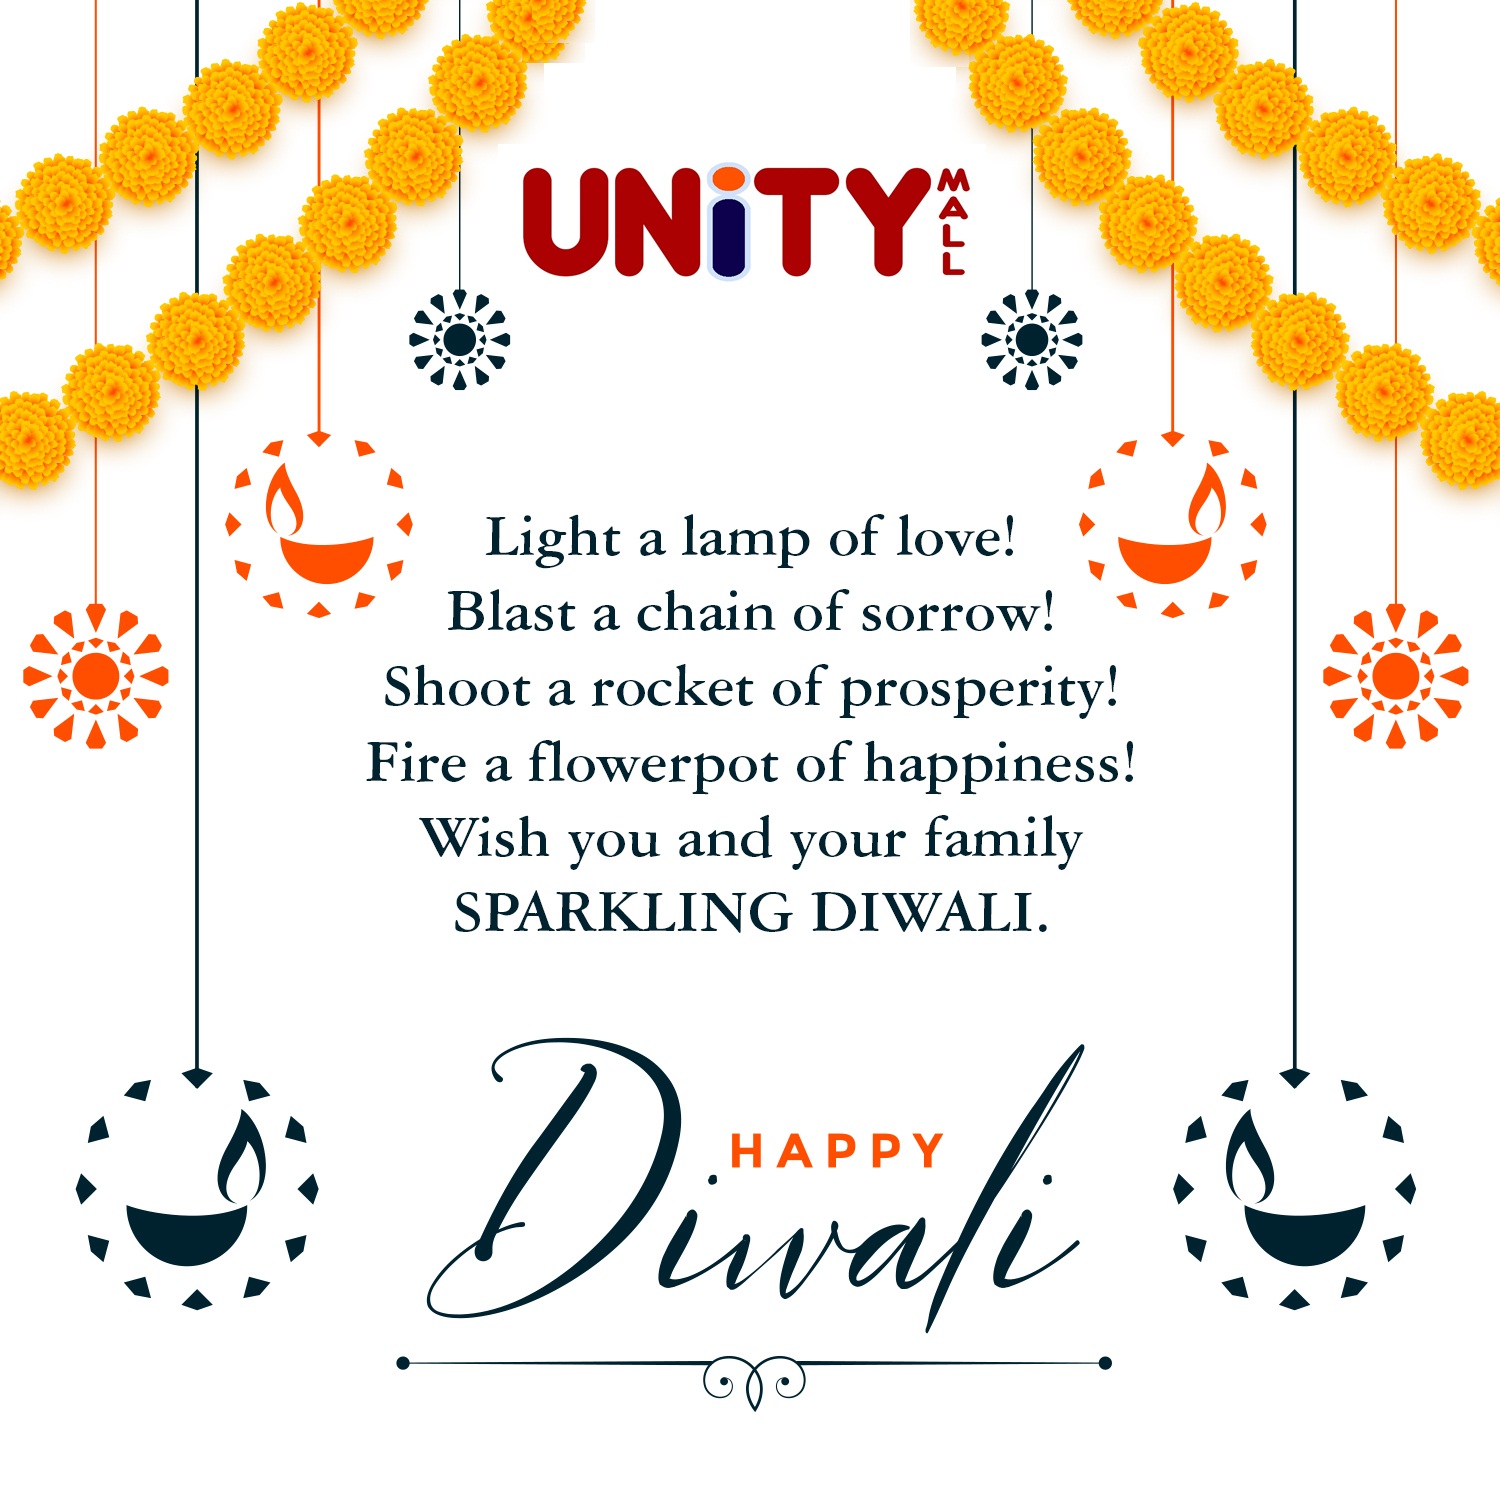 UNiTY MALL
Light a lamp of love!
Blast a chain of sorrow!
Shoot a rocket of prosperity!
Fire a flowerpot of happiness!
Wish you and your family
SPARKLING DIWALI.
HAPPY
Diwali